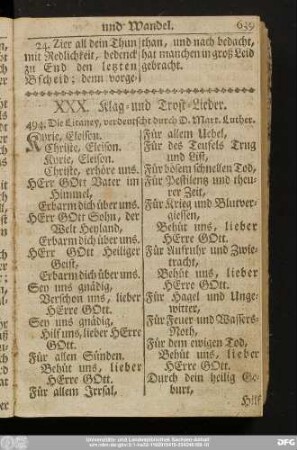 und Wandel. 639
24. Zier all dein Thun
mit Redlichkeit, bedenck
zu End den letzten
Bscheid; denn vorge-
than, und nach bedacht,
hat manchen in groß Leid
gebracht.
XXX. Klag- und Trost-Lieder.
494. Die Litaney, verdeutscht durch D. Mart. Luther.
Kyrie, Eleison.
Christe, Eleison.
Kyrie, Eleison.
Christe, erhöre uns.
HErr GOtt Vater im
Himmel,
Erbarm dich über uns.
HErr GOtt Sohn, der
Welt Heyland,
Erbarm dich über uns.
HErr GOtt Heiliger
Geist,
Erbarm dich über uns.
Sey uns gnädig,
Verschon uns, lieber
HErre GOtt.
Sey uns gnädig,
Hilf uns, lieber HErre
GOtt.
Für allen Sünden.
Behüt uns, lieber
HErre GOtt.
Für allem Irrsal,
Für allem Uebel,
Für des Teufels Trug
und List,
Für bösem schnellen Tod,
Für Pestilentz und theu-
rer Zeit,
Für Krieg und Blutver-
giessen,
Behüt uns, lieber
HErre GOtt.
Für Aufruhr und Zwie-
tracht,
Behüt uns, lieber
HErre GOtt.
Für Hagel und Unge-
witter,
Für Feuer und Wassers-
Noth,
Für dem ewigen Tod,
Behüt uns, lieber
HErre GOtt.
Durch dein heilig Ge-
burt,
Hilf